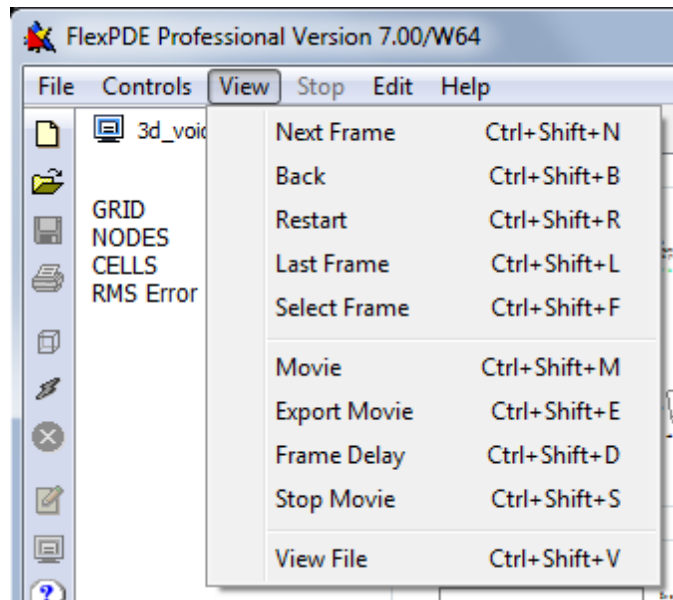 FlexPDE Professional Version 7.00/W64
File Controls View Stop Edit Help
3d_voi
Next Frame Ctrl+Shift+N
Back Ctrl+Shift+B
Restart Ctrl+Shift+R
Last Frame Ctrl+Shift+L
Select Frame Ctrl+Shift+F
Movie Ctrl+Shift+M
Export Movie Ctrl+Shift+E
Frame Delay Ctrl+Shift+D
Stop Movie Ctrl+Shift+S
View File Ctrl+Shift+V
GRID
NODES
CELLS
RMS Error
?